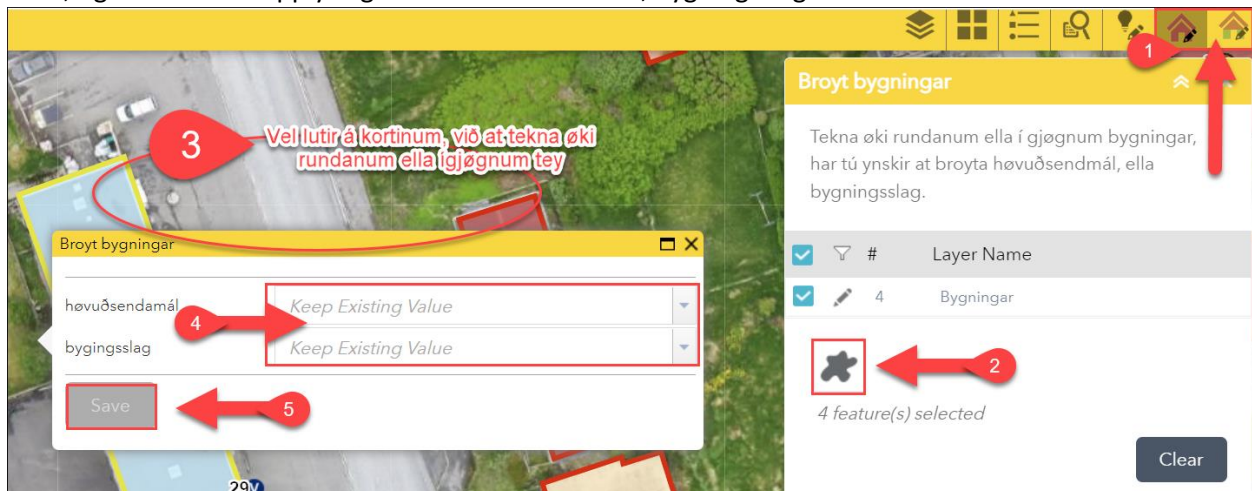 1
Broyt bygningar
Tekna øki rundanum ella í gjøgnum bygningar,
har tú ynskir at broyta høvuðsendmál, ella
bygningsslag.
# Layer Name
4 Bygningar
2
4 feature(s) selected
Clear
3
Vel lutir á kortinum, við at tekna øki
rundanum ella ígjøgnum tey
Broyt bygningar
høvuðsendamál Keep Existing Value
4
bygingsslag Keep Existing Value
Save
5
29V